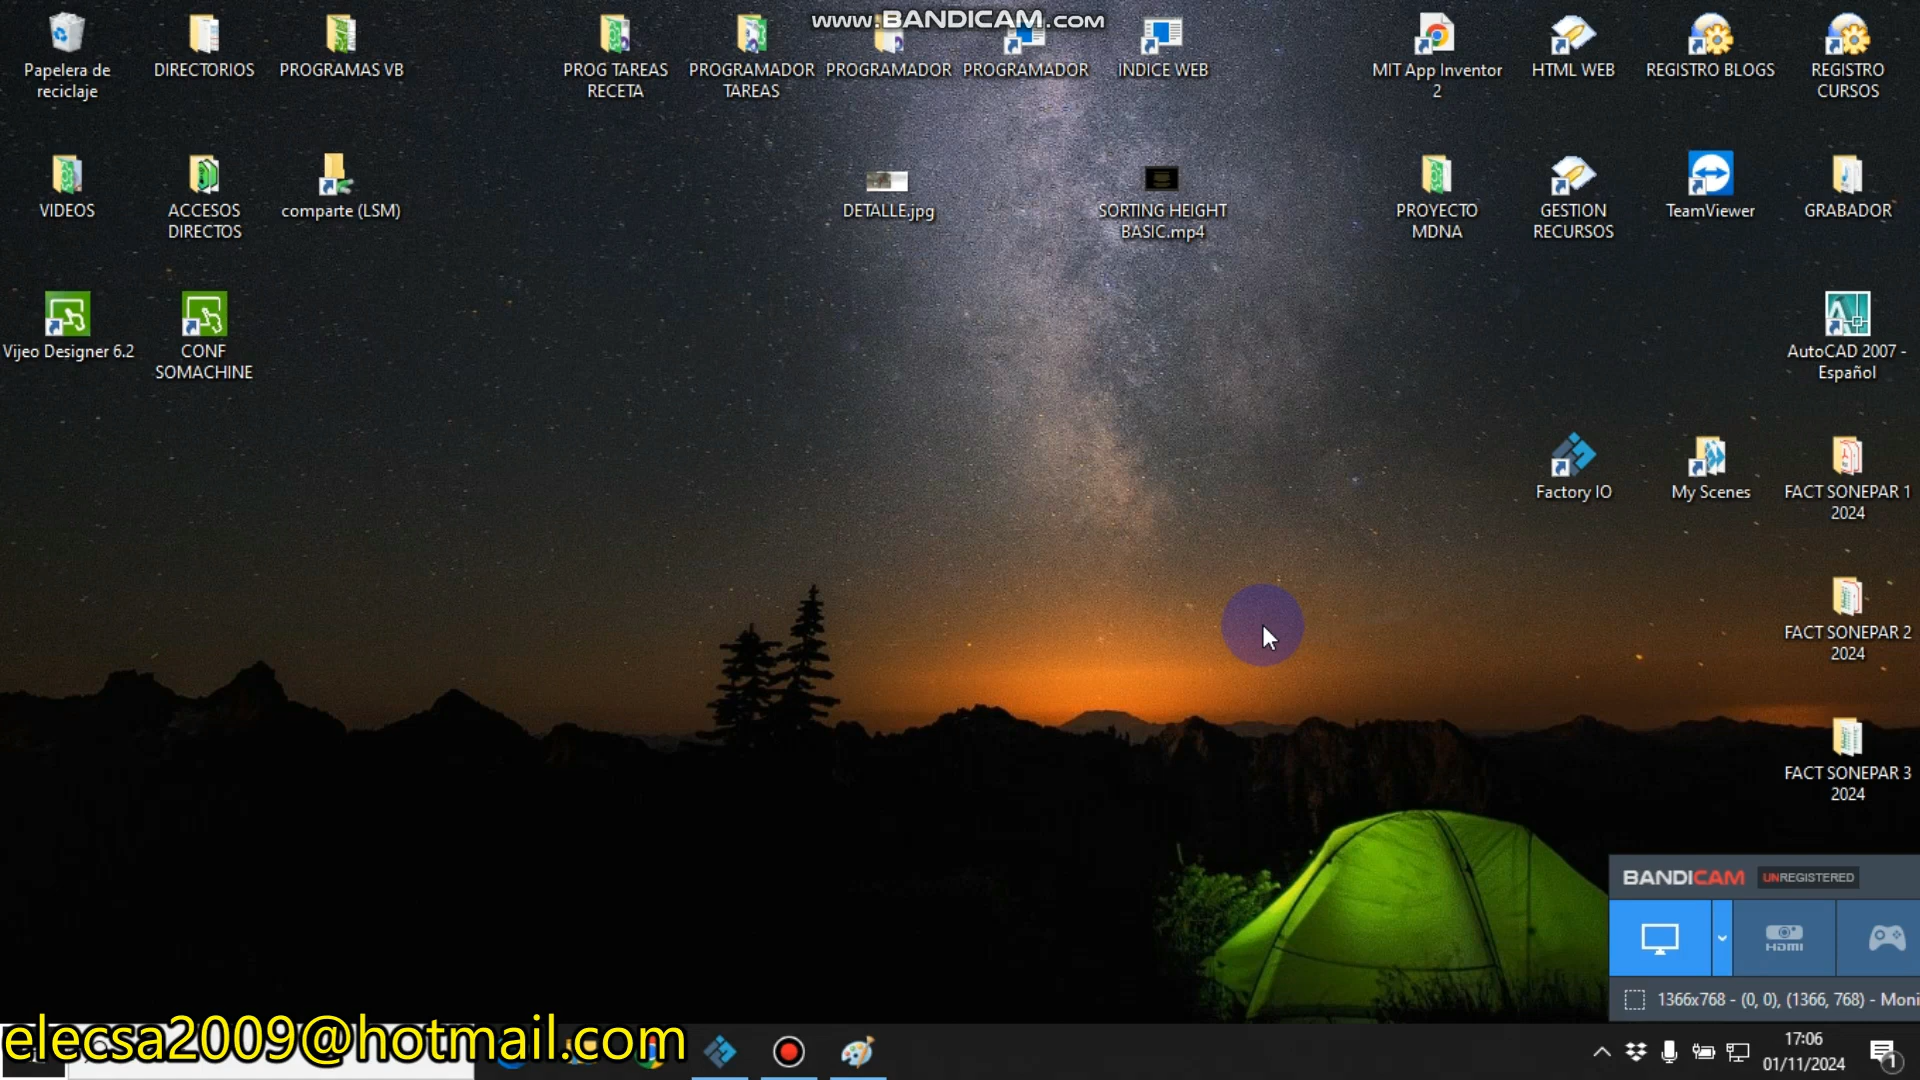 www.BANDICAM.com
Papelera de
reciclaje
DIRECTORIOS
PROGRAMAS VB
PROG TAREAS
RECETA
PROGRAMADOR
TAREAS
PROGRAMADOR
PROGRAMADOR
INDICE WEB
MIT App Inventor
2
HTML WEB
REGISTRO BLOGS
REGISTRO
CURSOS
VIDEOS
ACCESOS
DIRECTOS
comparte (LSM)
DETALLE.jpg
SORTING HEIGHT
BASIC.mp4
PROYECTO
MDNA
GESTION
RECURSOS
TeamViewer
GRABADOR
Vijeo Designer 6.2
CONF
SOMACHINE
AutoCAD 2007 -
Español
Factory IO
My Scenes
FACT SONEPAR 1
2024
FACT SONEPAR 2
2024
FACT SONEPAR 3
2024
BANDICAM UNREGISTERED
HDMI
1366x768 - (0, 0), (1366, 768) - Moni
elecsa2009@hotmail.com
17:06
01/11/2024
1